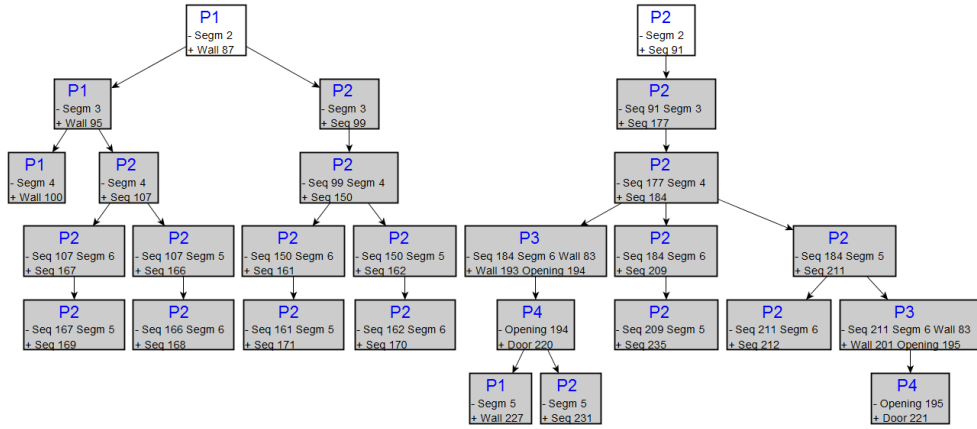 P1
- Segm 2
+ Wall 87
P2
- Segm 2
+ Seq 91
P1
- Segm 3
+ Wall 95
P2
- Segm 3
+ Seq 99
P2
- Seq 91 Segm 3
+ Seq 177
P1
- Segm 4
+ Wall 100
P2
- Segm 4
+ Seq 107
P2
- Seq 99 Segm 4
+ Seq 150
P2
- Seq 177 Segm 4
+ Seq 184
P2
- Seq 107 Segm 6
+ Seq 167
P2
- Seq 107 Segm 5
+ Seq 166
P2
- Seq 150 Segm 6
+ Seq 161
P2
- Seq 150 Segm 5
+ Seq 162
P3
- Seq 184 Segm 6 Wall 83
+ Wall 193 Opening 194
P2
- Seq 184 Segm 6
+ Seq 209
P2
- Seq 184 Segm 5
+ Seq 211
P2
- Seq 167 Segm 5
+ Seq 169
P2
- Seq 166 Segm 6
+ Seq 168
P2
- Seq 161 Segm 5
+ Seq 171
P2
- Seq 162 Segm 6
+ Seq 170
P4
- Opening 194
+ Door 220
P2
- Seq 209 Segm 5
+ Seq 235
P2
- Seq 211 Segm 6
+ Seq 212
P3
- Seq 211 Segm 6 Wall 83
+ Wall 201 Opening 195
P1
- Segm 5
+ Wall 227
P2
- Segm 5
+ Seq 231
P4
- Opening 195
+ Door 221